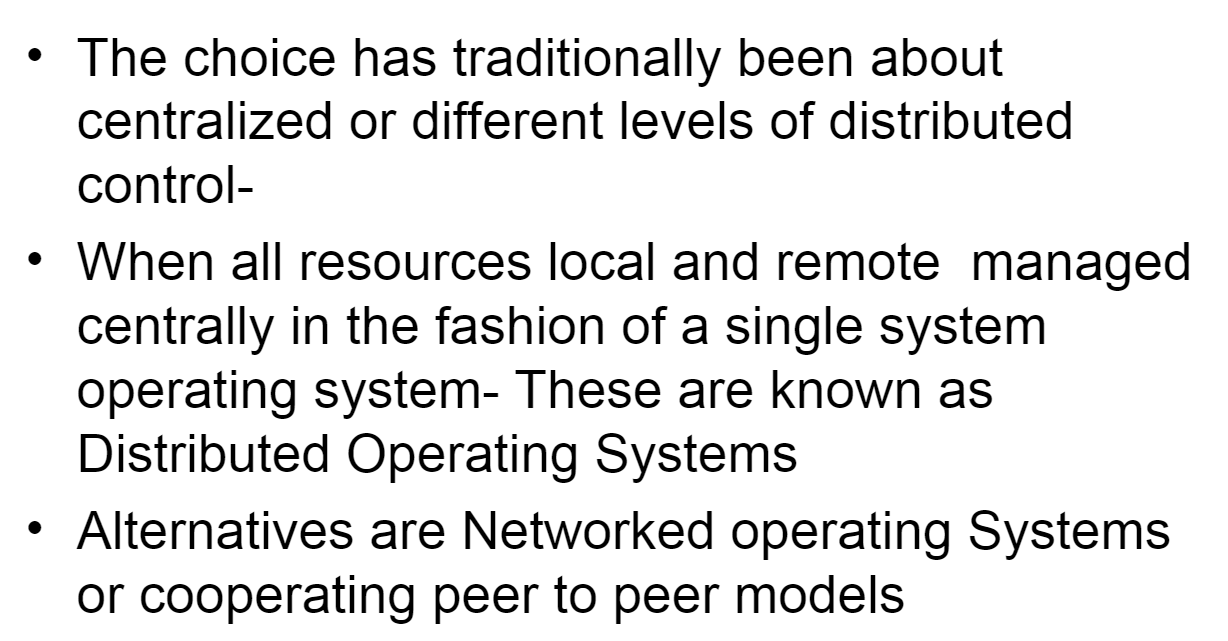 • The choice has traditionally been about
centralized or different levels of distributed
control-
• When all resources local and remote  managed
centrally in the fashion of a single system
operating system- These are known as
Distributed Operating Systems
• Alternatives are Networked operating Systems
or cooperating peer to peer models